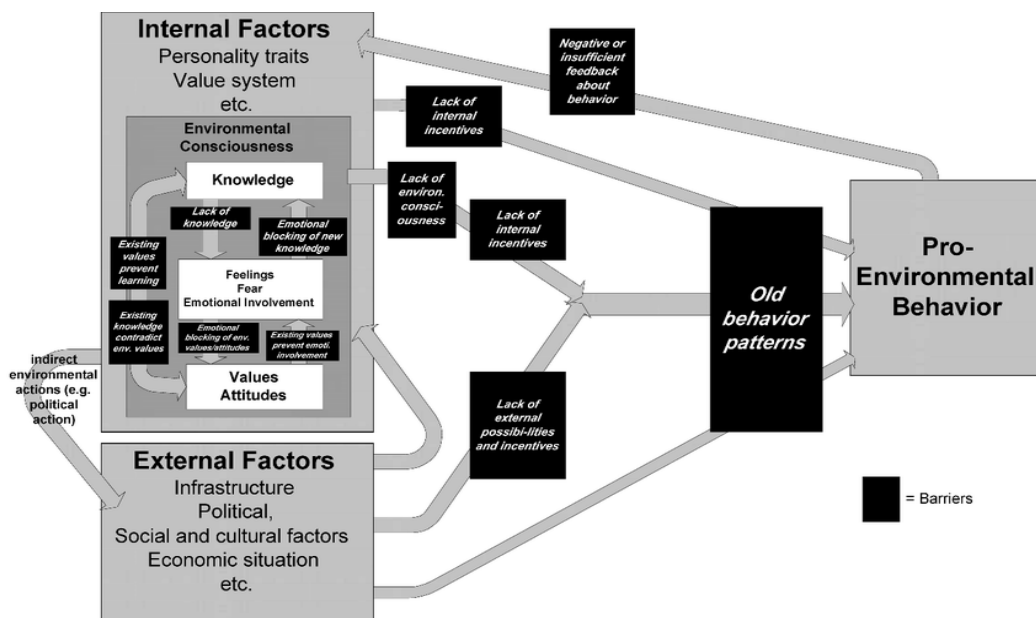 Internal Factors
Personality traits
Value system
etc.
Environmental
Consciousness
Knowledge
Lack of
knowledge
Emotional
blocking of new
knowledge
Existing
values
prevent
learning
Feelings
Fear
Emotional Involvement
Existing
knowledge
contradict
env. values
Emotional
blocking of env.
values/attitudes
Existing values
prevent emoti.
involvement
Values
Attitudes
indirect
environmental
actions (e.g.
political
action)
External Factors
Infrastructure
Political,
Social and cultural factors
Economic situation
etc.
Negative or
insufficient
feedback
about
behavior
Lack of
internal
incentives
Lack of
environ.
consci-
ousness
Lack of
internal
incentives
Lack of
external
possibi-lities
and incentives
Old
behavior
patterns
Pro-
Environmental
Behavior
= Barriers